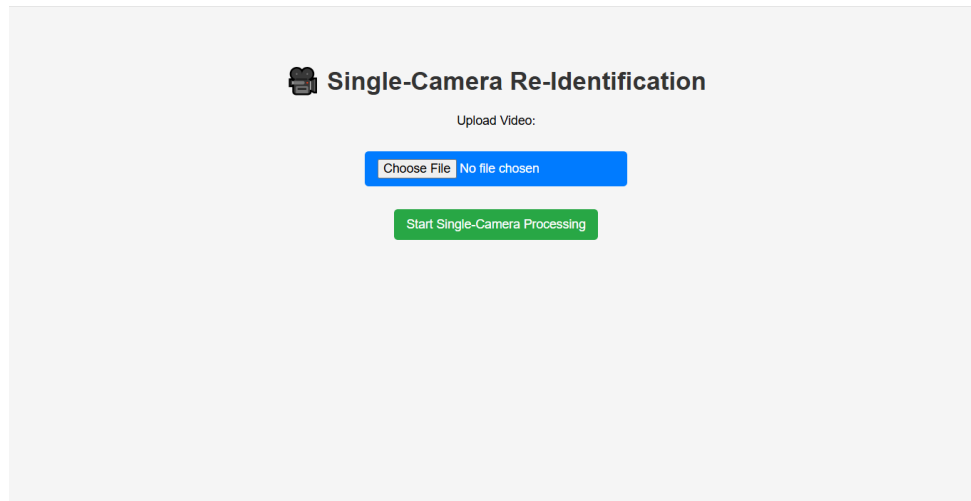 Single-Camera Re-Identification
Upload Video:
Choose File No file chosen
Start Single-Camera Processing